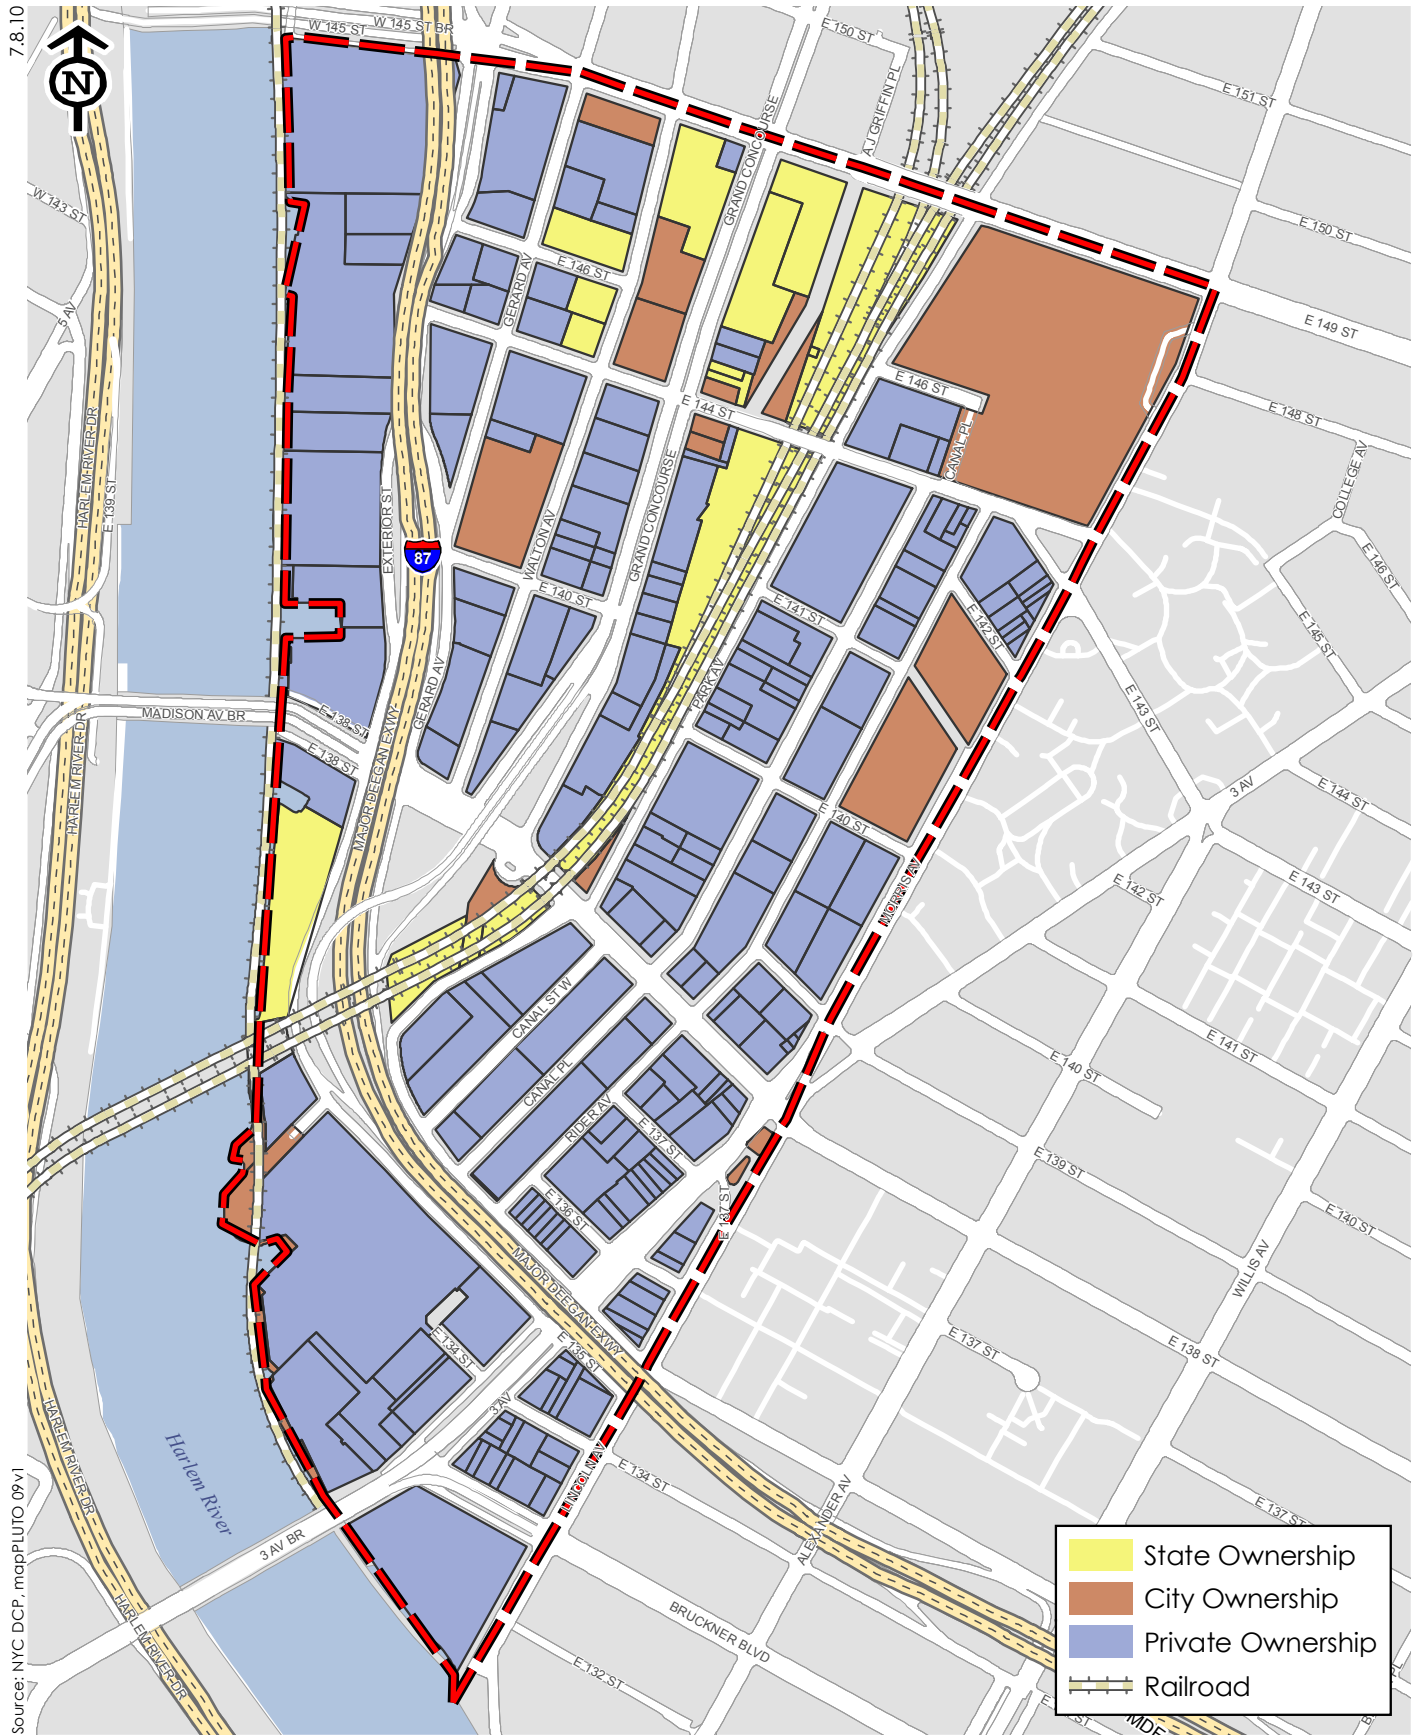 7.8.10
N
W 145 ST
W 145 ST BR
E 150 ST
A J GRIFFIN PL
GRAND CONCOURSE
E 151 ST
W 143 ST
E 150 ST
5 AV
GERARD AV
E 146 ST
E 149 ST
E 146 ST
E 148 ST
HARLEM RIVER DR
E 139 ST
E 144 ST
CANAL PL
COLLEGE AV
EXTERIOR ST
87
WALTON AV
GRAND CONCOURSE
E 140 ST
E 141 ST
E 142 ST
E 146 ST
E 145 ST
GERARD AV
PARK AV
E 143 ST
MADISON AV BR
E 138 ST
E 138 ST
HARLEM RIVER DR
MAJOR DEEGAN EXWY
E 140 ST
3 AV
E 144 ST
MORRIS AV
E 142 ST
E 143 ST
CANAL ST W
CANAL PL
RIDER AV
E 137 ST
E 140 ST
E 141 ST
E 139 ST
E 136 ST
E 137 ST
E 140 ST
WILLIS AV
MAJOR DEEGAN EXWY
E 134 ST
E 135 ST
E 137 ST
E 138 ST
3 AV
HARLEM RIVER DR
Harlem River
LINCOLN AV
E 134 ST
ALEXANDER AV
E 137 ST
3 AV BR
HARLEM RIVER DR
BRUCKNER BLVD
E 132 ST
Source: NYC DCP, mapPLUTO 09v1
State Ownership
City Ownership
Private Ownership
Railroad